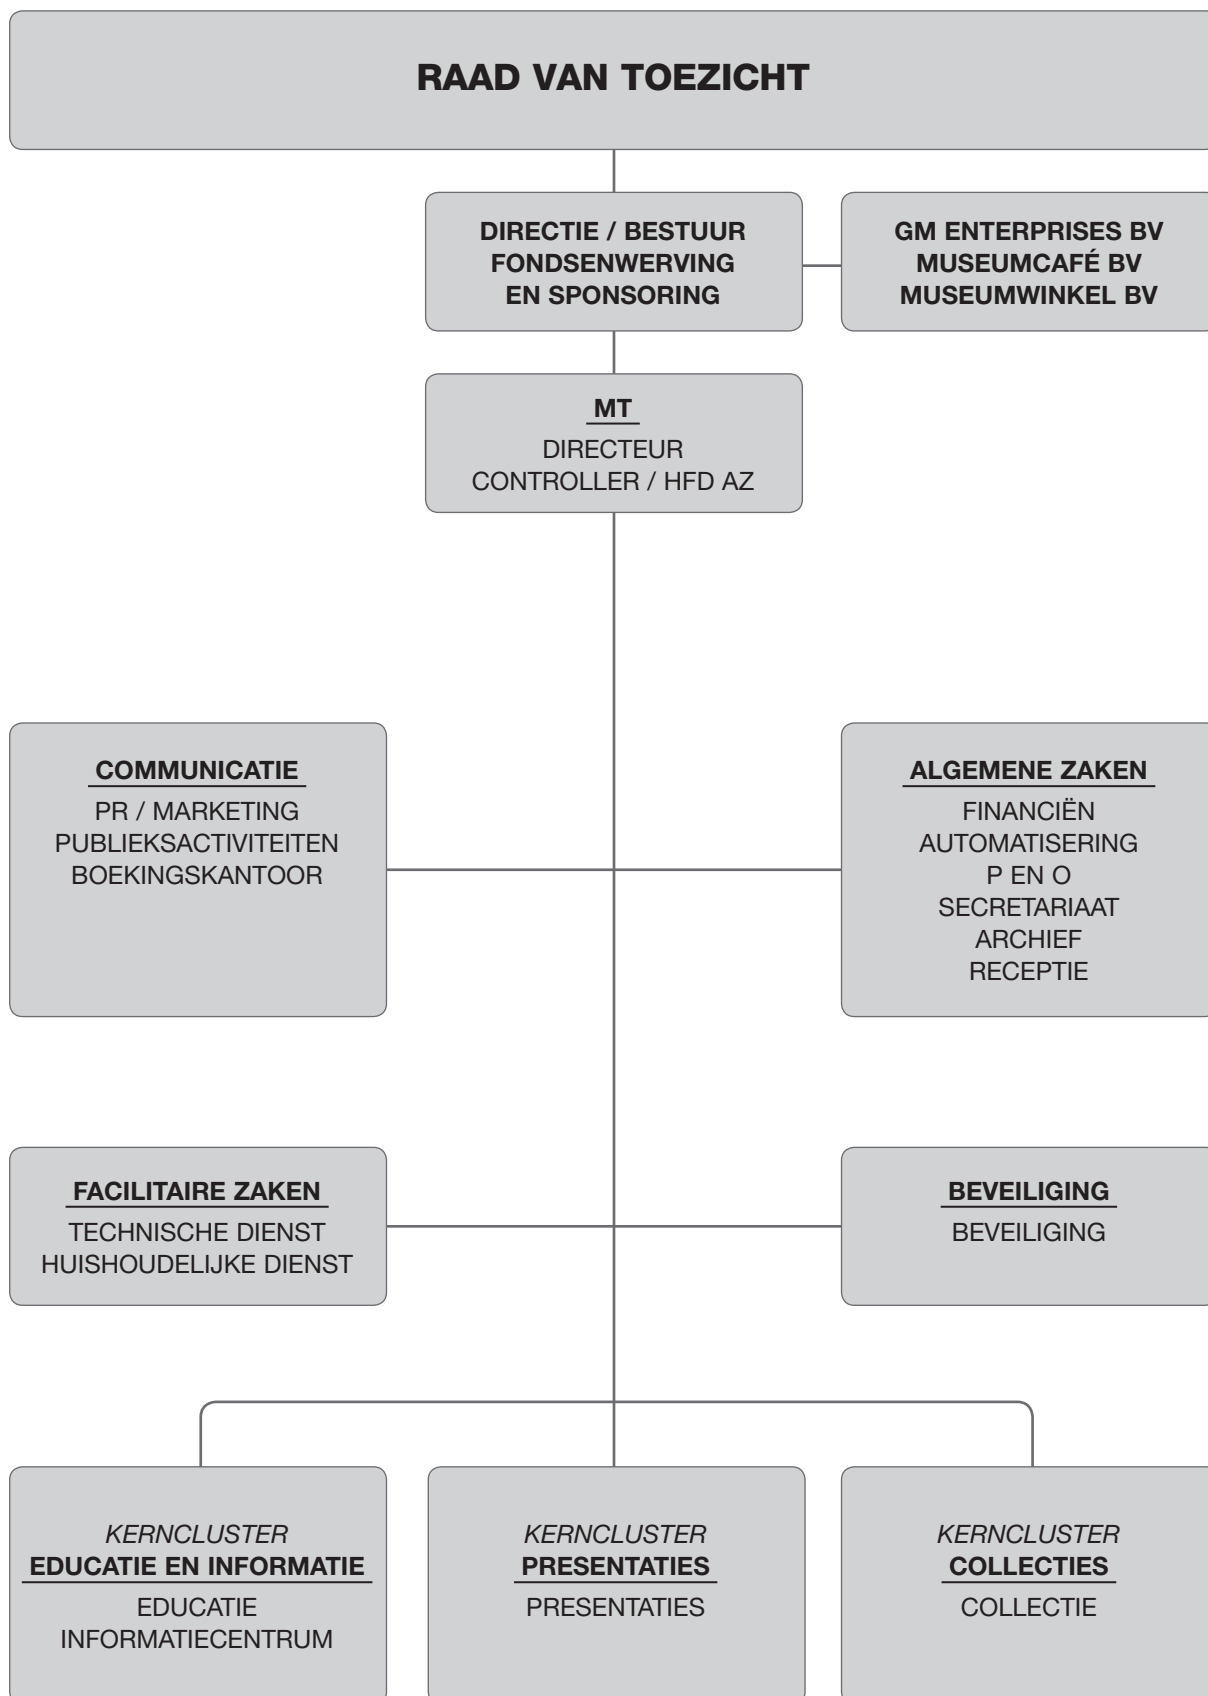 RAAD VAN TOEZICHT
DIRECTIE / BESTUUR
FONDSENWERVING
EN SPONSORING
GM ENTERPRISES BV
MUSEUMCAFÉ BV
MUSEUMWINKEL BV
MT
DIRECTEUR
CONTROLLER / HFD AZ
COMMUNICATIE
PR / MARKETING
PUBLIEKSACTIVITEITEN
BOEKINGSKANTOOR
ALGEMENE ZAKEN
FINANCIËN
AUTOMATISERING
P EN O
SECRETARIAAT
ARCHIEF
RECEPTIE
FACILITAIRE ZAKEN
TECHNISCHE DIENST
HUISHOUDELIJKE DIENST
BEVEILIGING
BEVEILIGING
KERNCLUSTER
EDUCATIE EN INFORMATIE
EDUCATIE
INFORMATIECENTRUM
KERNCLUSTER
PRESENTATIES
PRESENTATIES
KERNCLUSTER
COLLECTIES
COLLECTIE